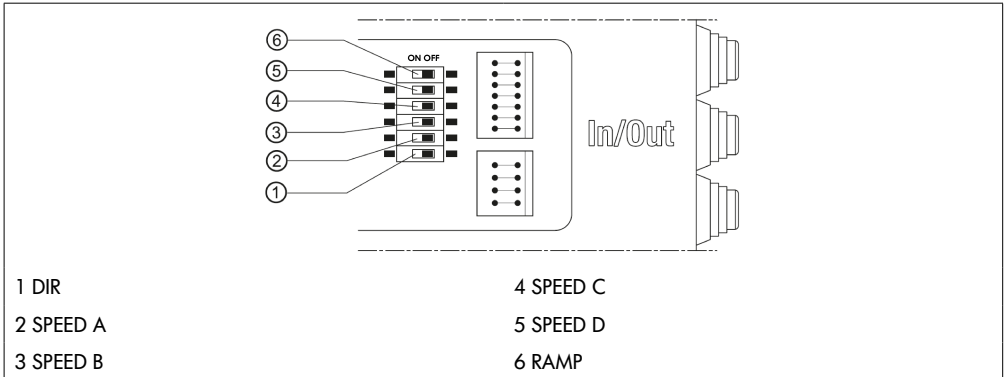 6
ON OFF
5
4
3
In/Out
2
1
1 DIR
2 SPEED A
3 SPEED B
4 SPEED C
5 SPEED D
6 RAMP